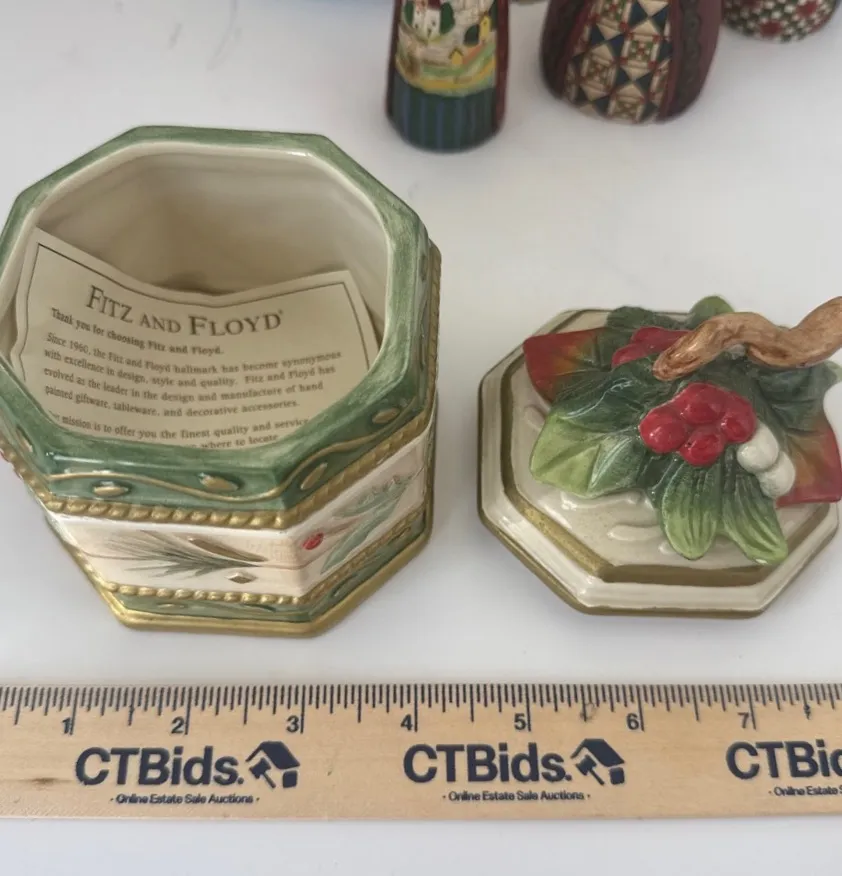 FITZ AND FLOYD®
Thank you for choosing Fitz and Floyd.
Since 1960, the Fitz and Floyd hallmark has become synonymous
with excellence in design, style and quality. Fitz and Floyd has
evolved as the leader in the design and manufacture of hand
painted giftware, tableware, and decorative accessories.
mission is to offer you the finest quality and service
where to locate
1 2 3 4 5 6 7
CTBids. CTBids. CTBid
· Online Estate Sale Auctions · · Online Estate Sale Auctions · · Online Estate S